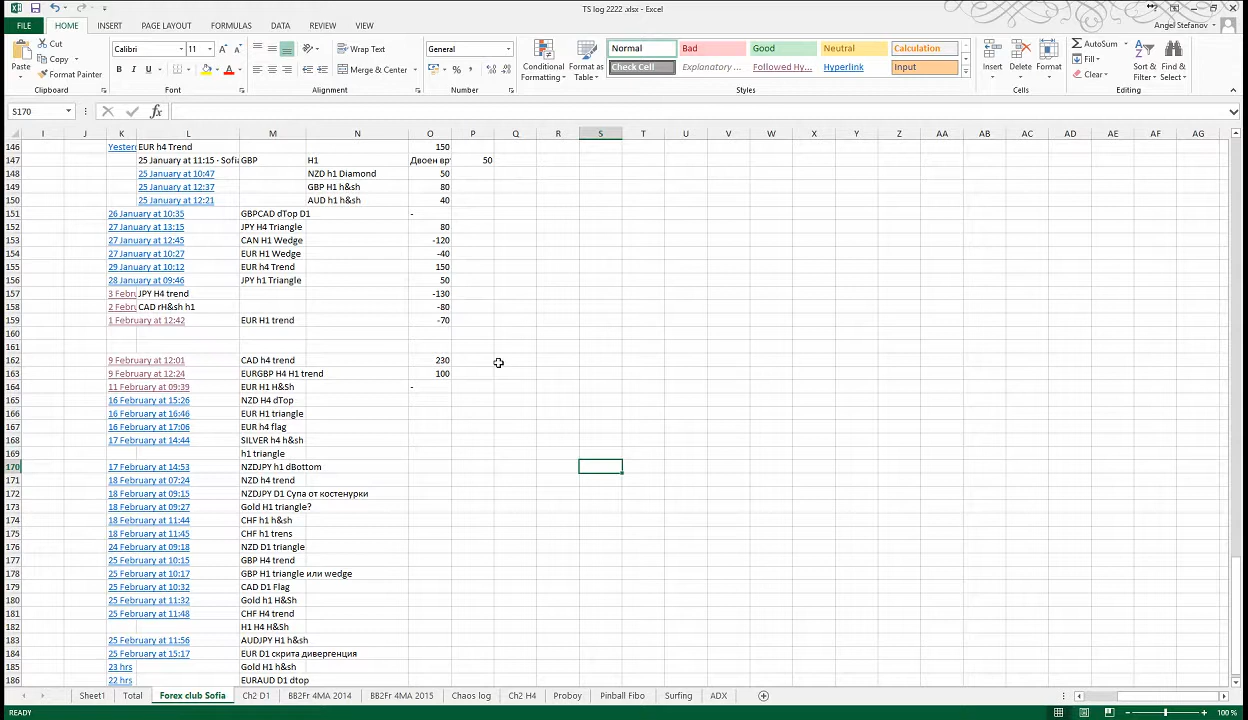 TS log 2222 .xlsx - Excel
FILE HOME INSERT PAGE LAYOUT FORMULAS DATA REVIEW VIEW Angel Stefanov
Paste Cut Copy Format Painter Clipboard
Calibri 11 B I U Font
Wrap Text Merge & Center Alignment
General % Number
Conditional Formatting Format as Table
Normal Bad Good Neutral Calculation
Check Cell Explanatory ... Followed Hy... Hyperlink Input
Styles
Insert Delete Format Cells
AutoSum Fill Clear Sort & Filter Find & Select Editing
S170 fx
I J K L M N O P Q R S T U V W X Y Z AA AB AC AD AE AF AG
146 Yester EUR h4 Trend 150
147 25 January at 11:15 · Sofia GBP H1 Двоен вр 50
148 25 January at 10:47 NZD h1 Diamond 50
149 25 January at 12:37 GBP H1 h&sh 80
150 25 January at 12:21 AUD h1 h&sh 40
151 26 January at 10:35 GBPCAD dTop D1 -
152 27 January at 13:15 JPY H4 Triangle 80
153 27 January at 12:45 CAN H1 Wedge -120
154 27 January at 10:27 EUR H1 Wedge -40
155 29 January at 10:12 EUR h4 Trend 150
156 28 January at 09:46 JPY h1 Triangle 50
157 3 Febru JPY H4 trend -130
158 2 Febru CAD rH&sh h1 -80
159 1 February at 12:42 EUR H1 trend -70
160
161
162 9 February at 12:01 CAD h4 trend 230
163 9 February at 12:24 EURGBP H4 H1 trend 100
164 11 February at 09:39 EUR H1 H&Sh -
165 16 February at 15:26 NZD H4 dTop
166 16 February at 16:46 EUR H1 triangle
167 16 February at 17:06 EUR h4 flag
168 17 February at 14:44 SILVER h4 h&sh
169 h1 triangle
170 17 February at 14:53 NZDJPY h1 dBottom
171 18 February at 07:24 NZD h4 trend
172 18 February at 09:15 NZDJPY D1 Супа от костенурки
173 18 February at 09:27 Gold H1 triangle?
174 18 February at 11:44 CHF h1 h&sh
175 18 February at 11:45 CHF h1 trens
176 24 February at 09:18 NZD D1 triangle
177 25 February at 10:15 GBP H4 trend
178 25 February at 10:17 GBP H1 triangle или wedge
179 25 February at 10:32 CAD D1 Flag
180 25 February at 11:32 Gold h1 H&Sh
181 25 February at 11:48 CHF H4 trend
182 H1 H4 H&Sh
183 25 February at 11:56 AUDJPY H1 h&sh
184 25 February at 15:17 EUR D1 скрита дивергенция
185 23 hrs Gold H1 h&sh
186 22 hrs EURAUD D1 dtop
Sheet1 Total Forex club Sofia Ch2 D1 BB2Fr 4MA 2014 BB2Fr 4MA 2015 Chaos log Ch2 H4 Proboy Pinball Fibo Surfing ADX
READY 100 %